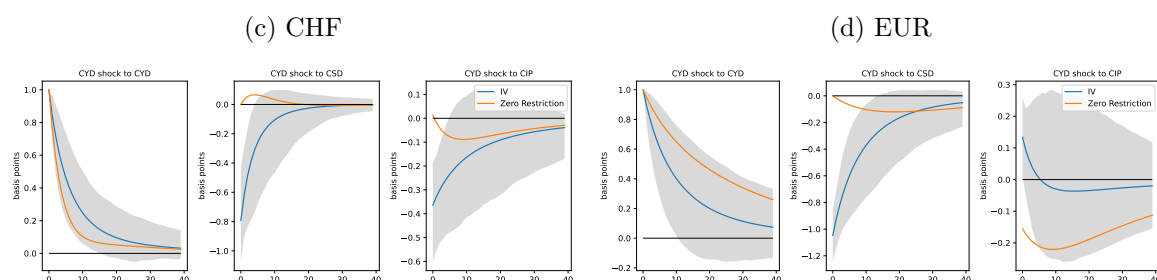 (c) CHF
(d) EUR
CYD shock to CYD
CYD shock to CSD
CYD shock to CIP
CYD shock to CYD
CYD shock to CSD
CYD shock to CIP
IV
Zero Restriction
IV
Zero Restriction
basis points
1.0
0.8
0.6
0.4
0.2
0.0
0 10 20 30 40
basis points
0.0
−0.2
−0.4
−0.6
−0.8
−1.0
0 10 20 30 40
basis points
0.1
0.0
−0.1
−0.2
−0.3
−0.4
−0.5
−0.6
0 10 20 30 40
basis points
1.0
0.8
0.6
0.4
0.2
0.0
−0.2
0 10 20 30 40
basis points
0.0
−0.2
−0.4
−0.6
−0.8
−1.0
−1.2
0 10 20 30 40
basis points
0.3
0.2
0.1
0.0
−0.1
−0.2
0 10 20 30 40